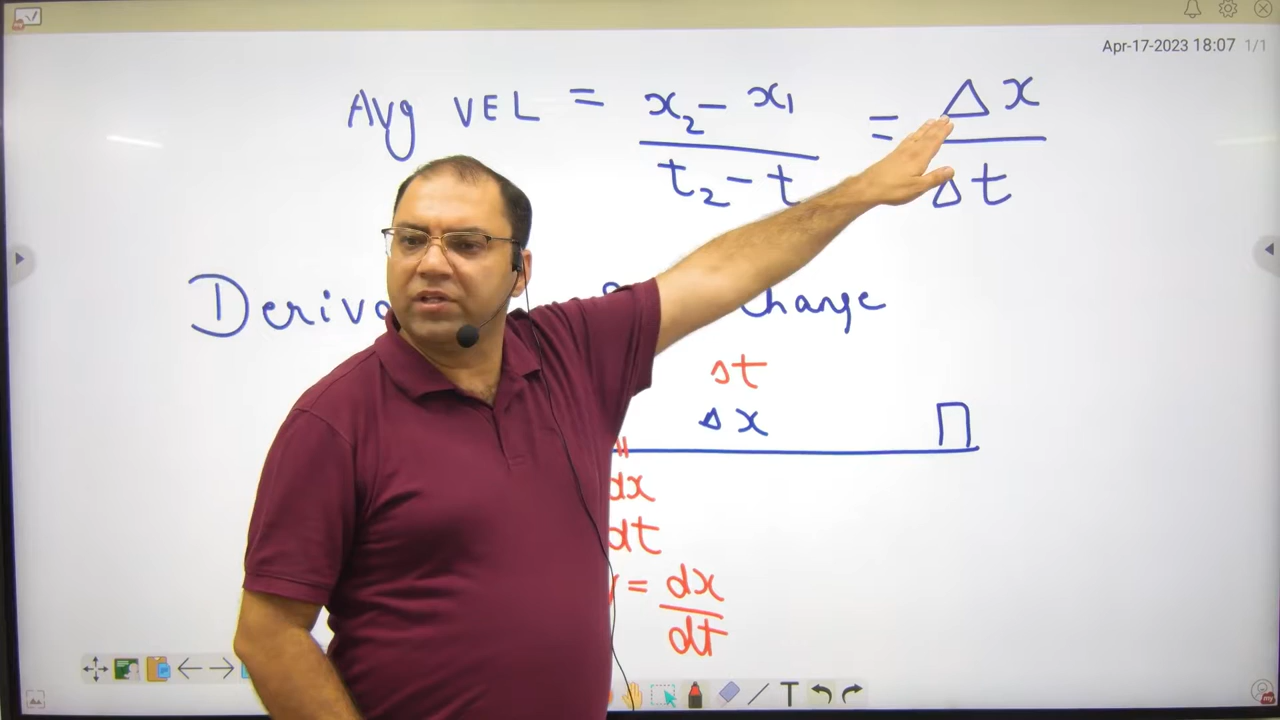 Apr-17-2023 18:07 1/1
Avg VEL = x₂ - x₁ / t₂ - t = Δx / Δt
Change
Δt
Δx
dx
dt
= dx / dt
T